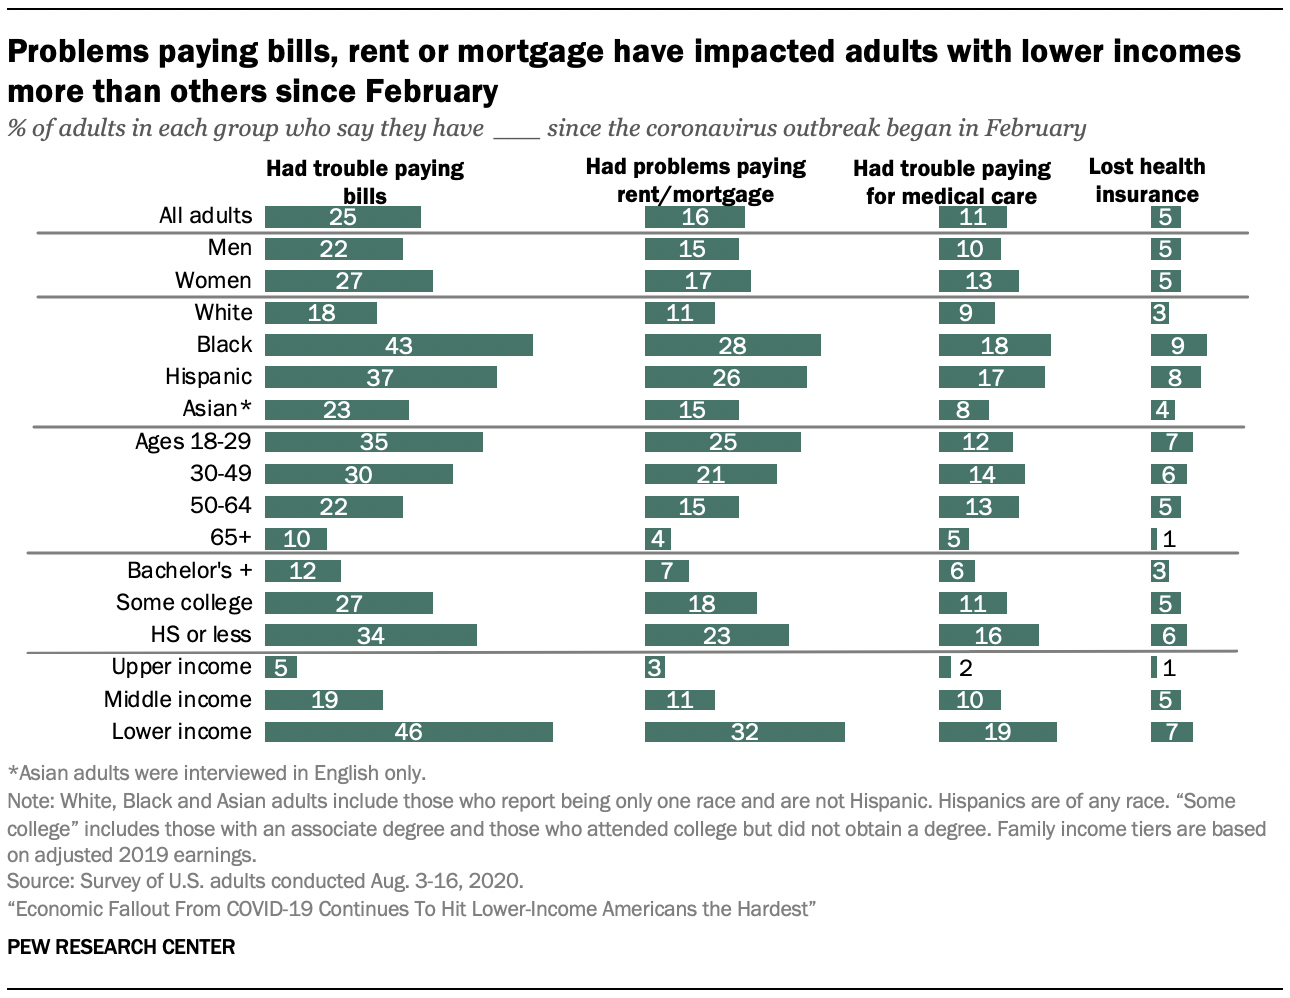 Problems paying bills, rent or mortgage have impacted adults with lower incomes
more than others since February
% of adults in each group who say they have ___ since the coronavirus outbreak began in February
Had trouble paying bills
Had problems paying rent/mortgage
Had trouble paying for medical care
Lost health insurance
All adults 25 16 11 5
Men 22 15 10 5
Women 27 17 13 5
White 18 11 9 3
Black 43 28 18 9
Hispanic 37 26 17 8
Asian* 23 15 8 4
Ages 18-29 35 25 12 7
30-49 30 21 14 6
50-64 22 15 13 5
65+ 10 4 5 1
Bachelor's + 12 7 6 3
Some college 27 18 11 5
HS or less 34 23 16 6
Upper income 5 3 2 1
Middle income 19 11 10 5
Lower income 46 32 19 7
*Asian adults were interviewed in English only.
Note: White, Black and Asian adults include those who report being only one race and are not Hispanic. Hispanics are of any race. “Some
college” includes those with an associate degree and those who attended college but did not obtain a degree. Family income tiers are based
on adjusted 2019 earnings.
Source: Survey of U.S. adults conducted Aug. 3-16, 2020.
“Economic Fallout From COVID-19 Continues To Hit Lower-Income Americans the Hardest”
PEW RESEARCH CENTER